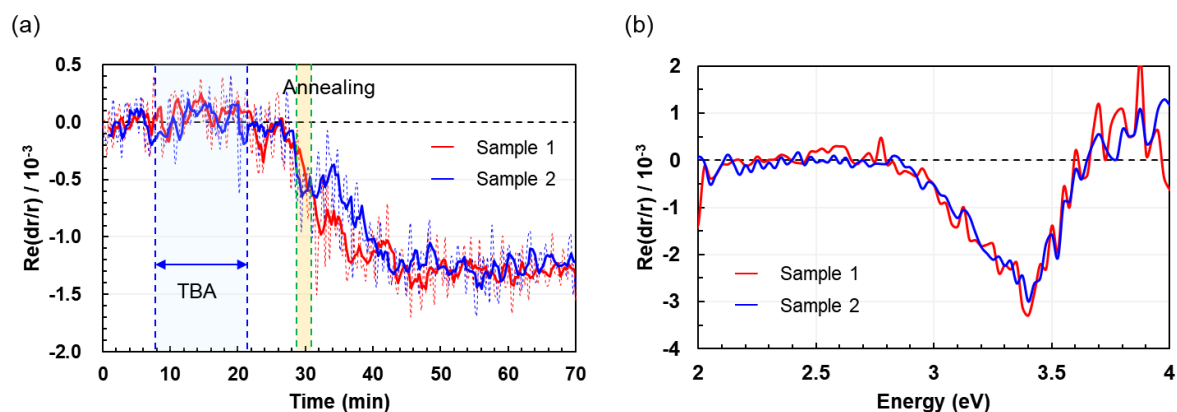 (a)
0.5
0.0
-0.5
-1.0
-1.5
-2.0
Re(dr/r) / 10⁻³
Annealing
Sample 1
Sample 2
TBA
0 10 20 30 40 50 60 70
Time (min)
(b)
2
1
0
-1
-2
-3
-4
Re(dr/r) / 10⁻³
Sample 1
Sample 2
2 2.5 3 3.5 4
Energy (eV)